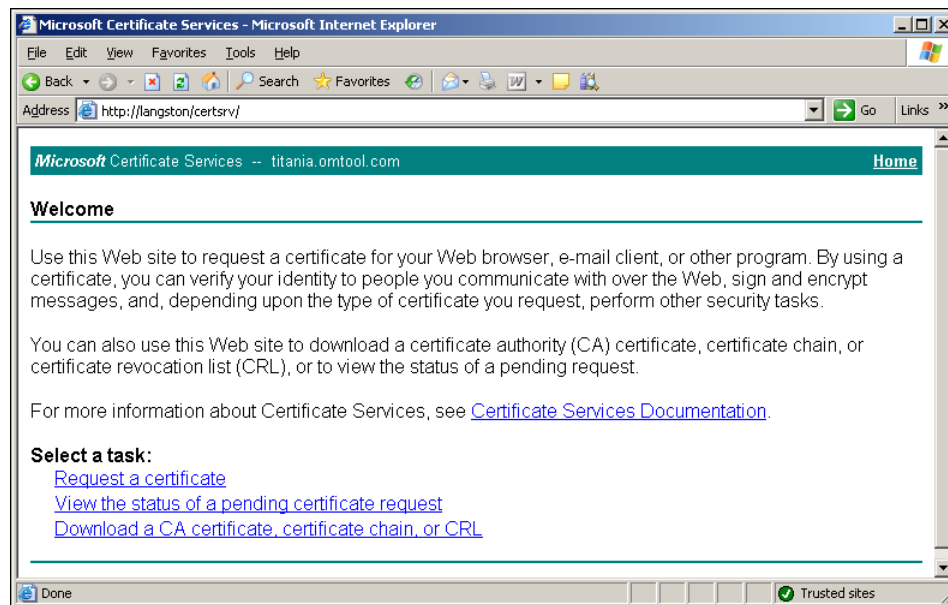 Microsoft Certificate Services - Microsoft Internet Explorer
File Edit View Favorites Tools Help
Back Search Favorites
Address http://langston/certsrv/ Go Links »
Microsoft Certificate Services -- titania.omtool.com Home
Welcome
Use this Web site to request a certificate for your Web browser, e-mail client, or other program. By using a
certificate, you can verify your identity to people you communicate with over the Web, sign and encrypt
messages, and, depending upon the type of certificate you request, perform other security tasks.
You can also use this Web site to download a certificate authority (CA) certificate, certificate chain, or
certificate revocation list (CRL), or to view the status of a pending request.
For more information about Certificate Services, see Certificate Services Documentation.
Select a task:
Request a certificate
View the status of a pending certificate request
Download a CA certificate, certificate chain, or CRL
Done Trusted sites